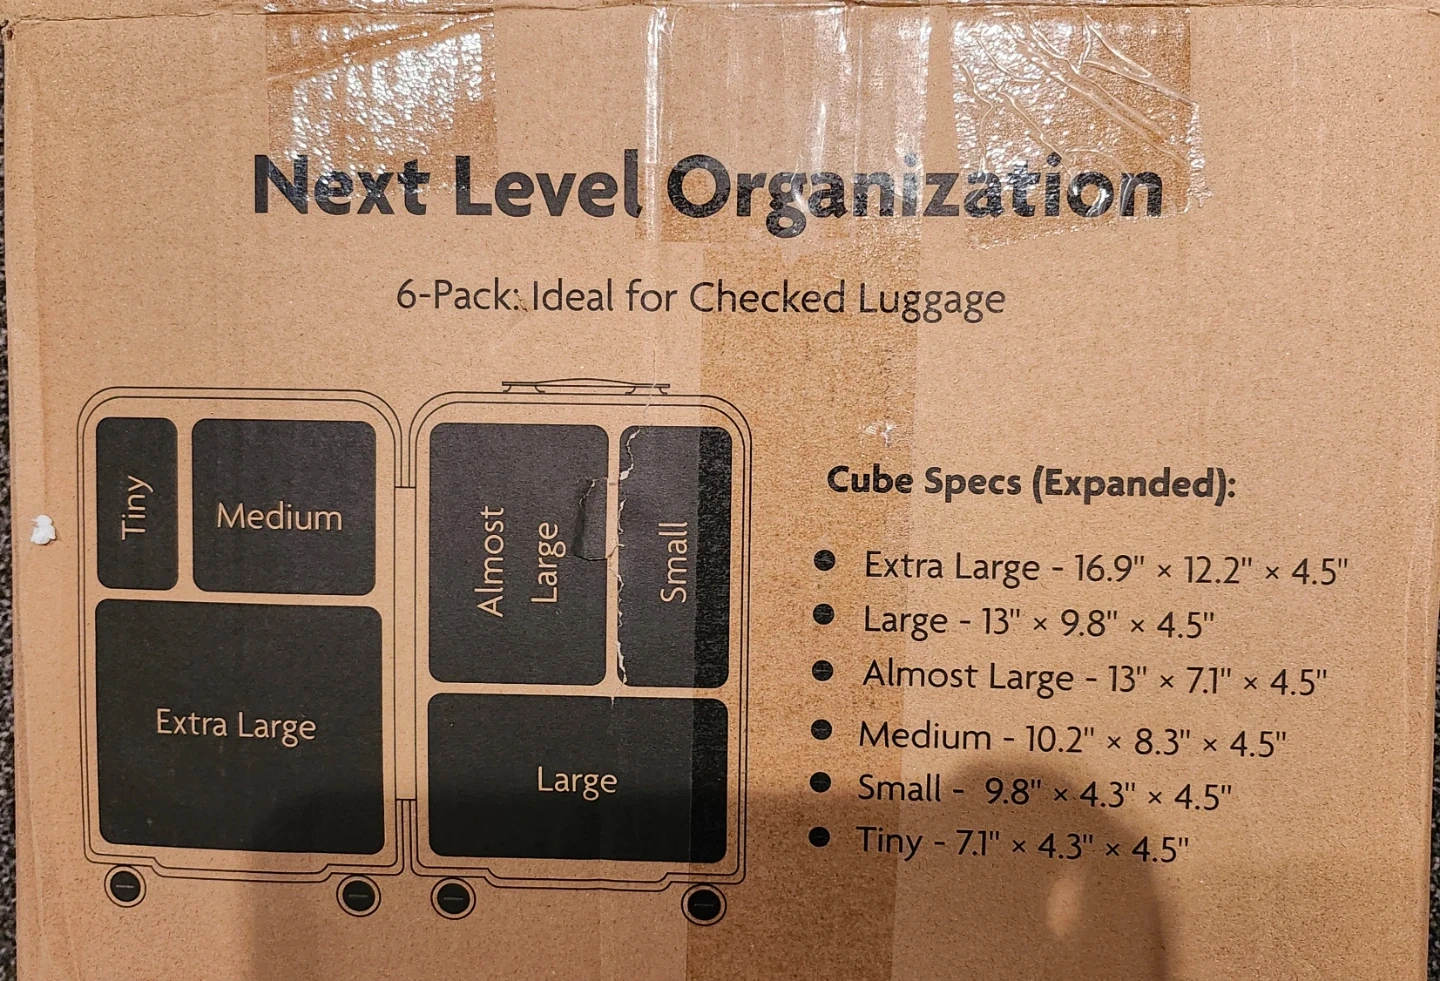 Next Level Organization
6-Pack: Ideal for Checked Luggage
Tiny
Medium
Extra Large
Almost
Large
Small
Large
Cube Specs (Expanded):
● Extra Large - 16.9" × 12.2" × 4.5"
● Large - 13" × 9.8" × 4.5"
● Almost Large - 13" × 7.1" × 4.5"
● Medium - 10.2" × 8.3" × 4.5"
● Small - 9.8" × 4.3" × 4.5"
● Tiny - 7.1" × 4.3" × 4.5"